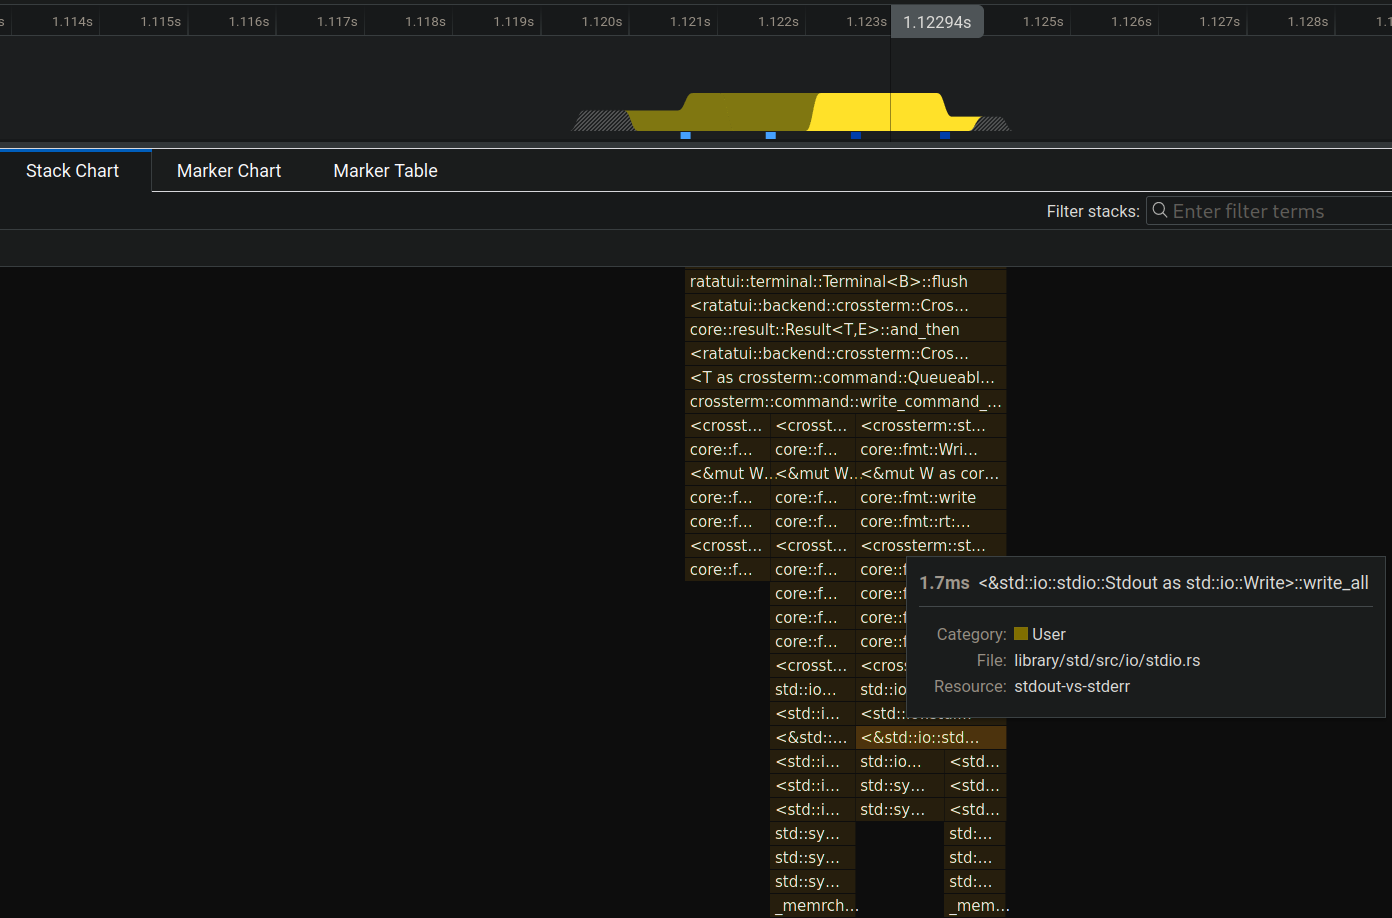 s 1.114s 1.115s 1.116s 1.117s 1.118s 1.119s 1.120s 1.121s 1.122s 1.123s 1.12294s 1.125s 1.126s 1.127s 1.128s 1.1
Stack Chart Marker Chart Marker Table
Filter stacks: Enter filter terms
ratatui::terminal::Terminal<B>::flush
<ratatui::backend::crossterm::Cros...
core::result::Result<T,E>::and_then
<ratatui::backend::crossterm::Cros...
<T as crossterm::command::Queueabl...
crossterm::command::write_command_...
<crosst... <crosst... <crossterm::st...
core::f... core::f... core::fmt::Wri...
<&mut W... <&mut W... <&mut W as cor...
core::f... core::f... core::fmt::write
core::f... core::f... core::fmt::rt:...
<crosst... <crosst... <crossterm::st...
core::f... core::f... core::f
1.7ms <&std::io::stdio::Stdout as std::io::Write>::write_all
core::f... core::f
core::f... core::f
Category: User
core::f... core::f
File: library/std/src/io/stdio.rs
<crosst... <cros
Resource: stdout-vs-stderr
std::io... std::io
<std::i... <std::
<&std::... <&std::io::std...
<std::i... std::io... <std...
<std::i... std::sy... <std...
<std::i... std::sy... <std...
std::sy... std:...
std::sy... std:...
std::sy... std:...
_memrch... _mem...